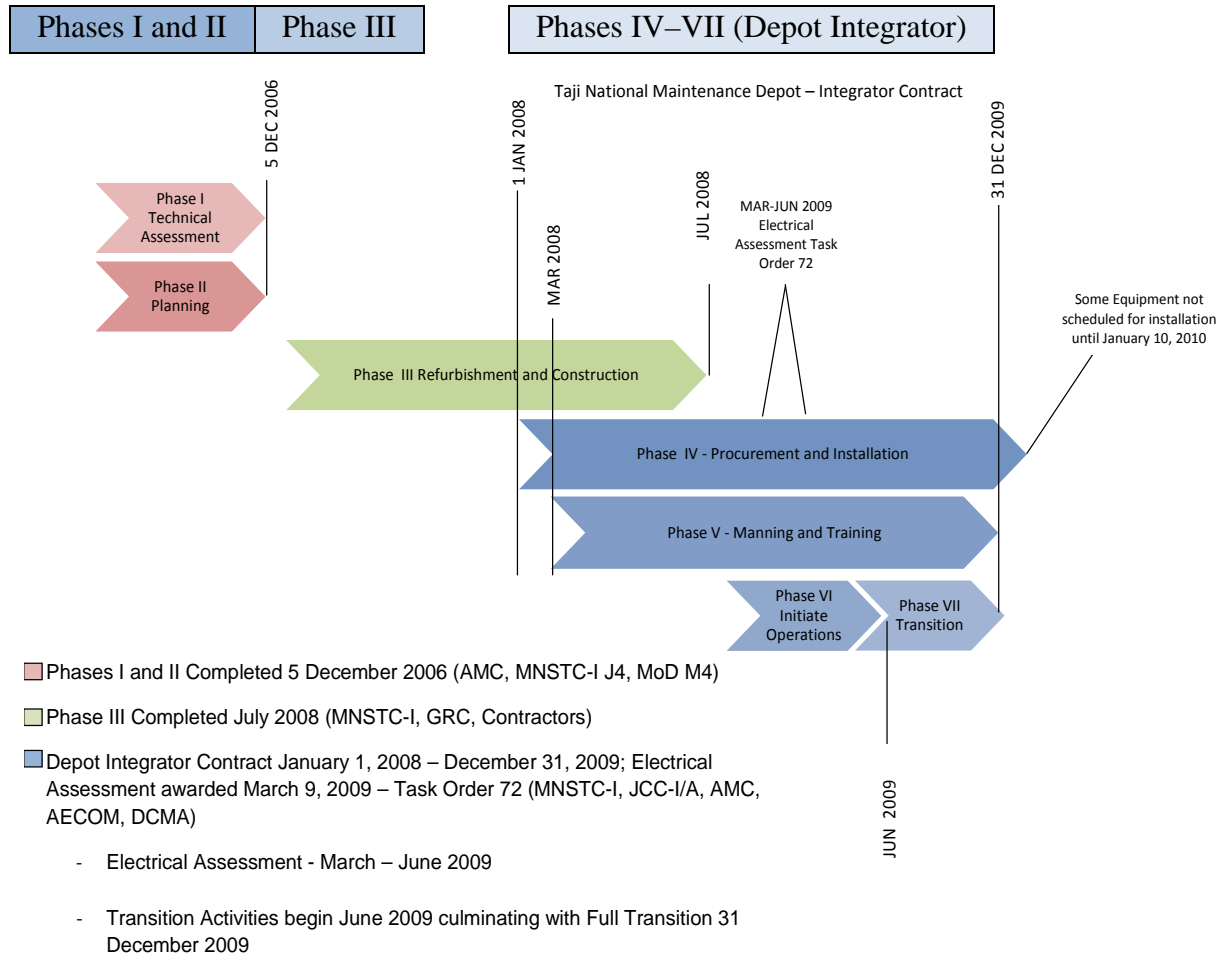 Phases I and II
Phase III
Phases IV–VII (Depot Integrator)
Taji National Maintenance Depot – Integrator Contract
5 DEC 2006
1 JAN 2008
MAR 2008
JUL 2008
31 DEC 2009
Phase I
Technical
Assessment
Phase II
Planning
MAR-JUN 2009
Electrical
Assessment Task
Order 72
Some Equipment not
scheduled for installation
until January 10, 2010
Phase III Refurbishment and Construction
Phase IV - Procurement and Installation
Phase V - Manning and Training
Phase VI
Initiate
Operations
Phase VII
Transition
JUN 2009
Phases I and II Completed 5 December 2006 (AMC, MNSTC-I J4, MoD M4)
Phase III Completed July 2008 (MNSTC-I, GRC, Contractors)
Depot Integrator Contract January 1, 2008 – December 31, 2009; Electrical
Assessment awarded March 9, 2009 – Task Order 72 (MNSTC-I, JCC-I/A, AMC,
AECOM, DCMA)
- Electrical Assessment - March – June 2009
- Transition Activities begin June 2009 culminating with Full Transition 31
December 2009